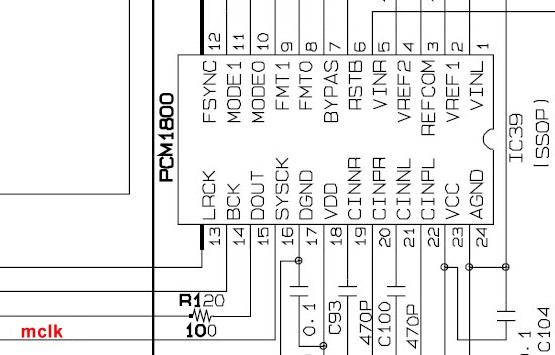 12 11 10 9 8 7 6 5 4 3 2 1
FSYNC MODE1 MODE0 FMT1 FMT0 BYPAS RSTB VINR VREF2 REFCOM VREF1 VINL
PCM1800
IC39
(SSOP)
LRCK BCK DOUT SYSCK DGND VDD CINNR CINPR CINNL CINPL VCC AGND
13 14 15 16 17 18 19 20 21 22 23 24
R120
100
mclk
0.1
C93
470P
C100
470P
.1
C104